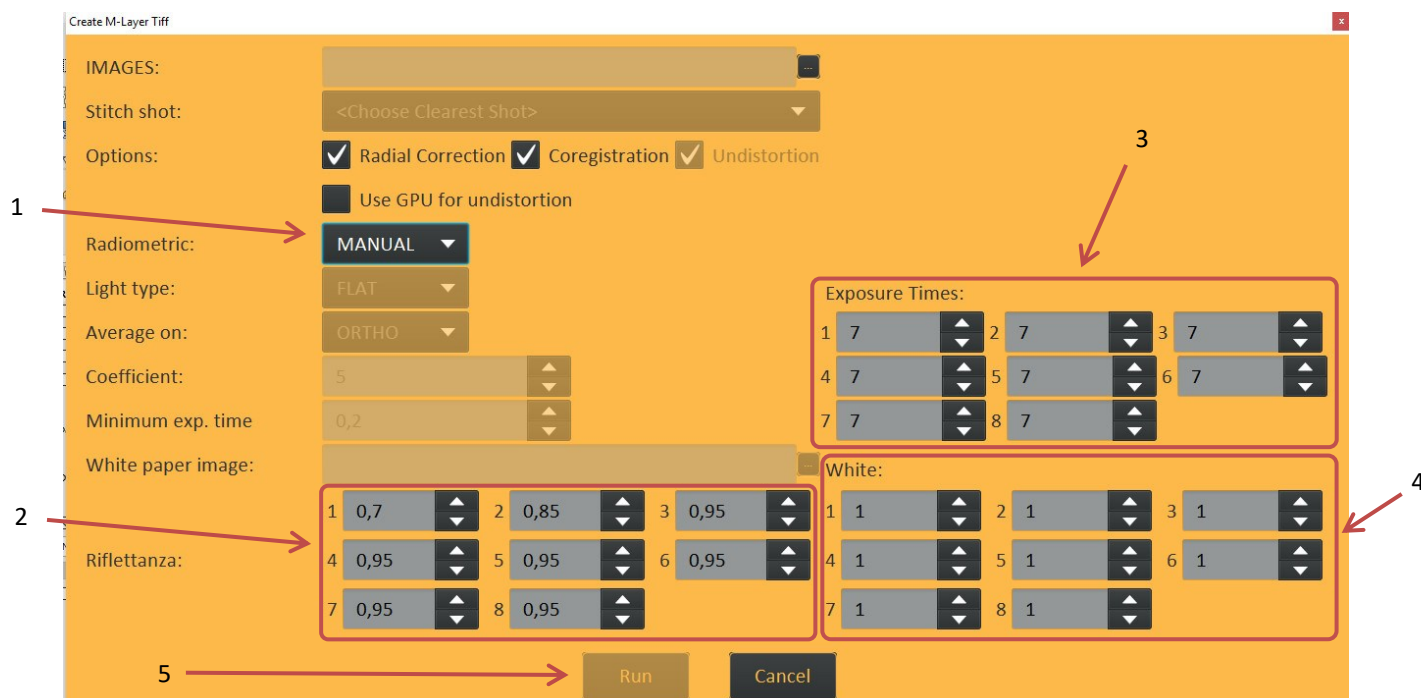 Create M-Layer Tiff x
IMAGES: ...
Stitch shot: <Choose Clearest Shot>
3
Options: Radial Correction Coregistration Undistortion
Use GPU for undistortion
1
Radiometric: MANUAL
Light type: FLAT
Exposure Times:
Average on: ORTHO
1 7 2 7 3 7
Coefficient: 5
4 7 5 7 6 7
Minimum exp. time 0,2
7 7 8 7
White paper image: ...
White:
4
2
1 0,7 2 0,85 3 0,95
1 1 2 1 3 1
Riflettanza:
4 0,95 5 0,95 6 0,95
4 1 5 1 6 1
7 0,95 8 0,95
7 1 8 1
5
Run Cancel